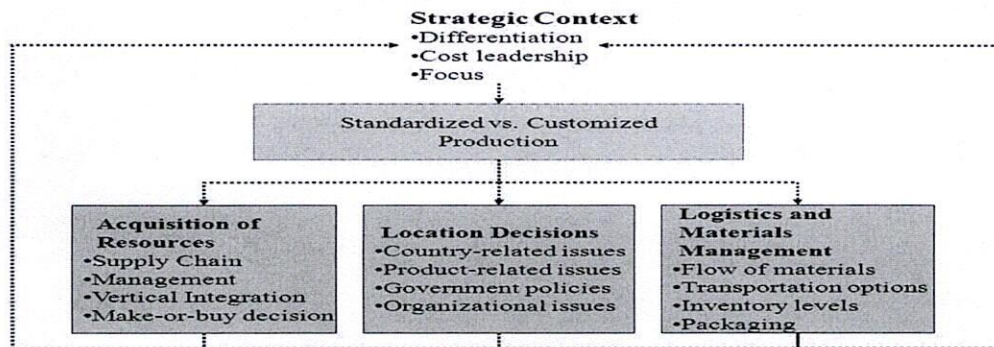 Strategic Context
•Differentiation
•Cost leadership
•Focus
Standardized vs. Customized
Production
Acquisition of
Resources
•Supply Chain
•Management
•Vertical Integration
•Make-or-buy decision
Location Decisions
•Country-related issues
•Product-related issues
•Government policies
•Organizational issues
Logistics and
Materials
Management
•Flow of materials
•Transportation options
•Inventory levels
•Packaging